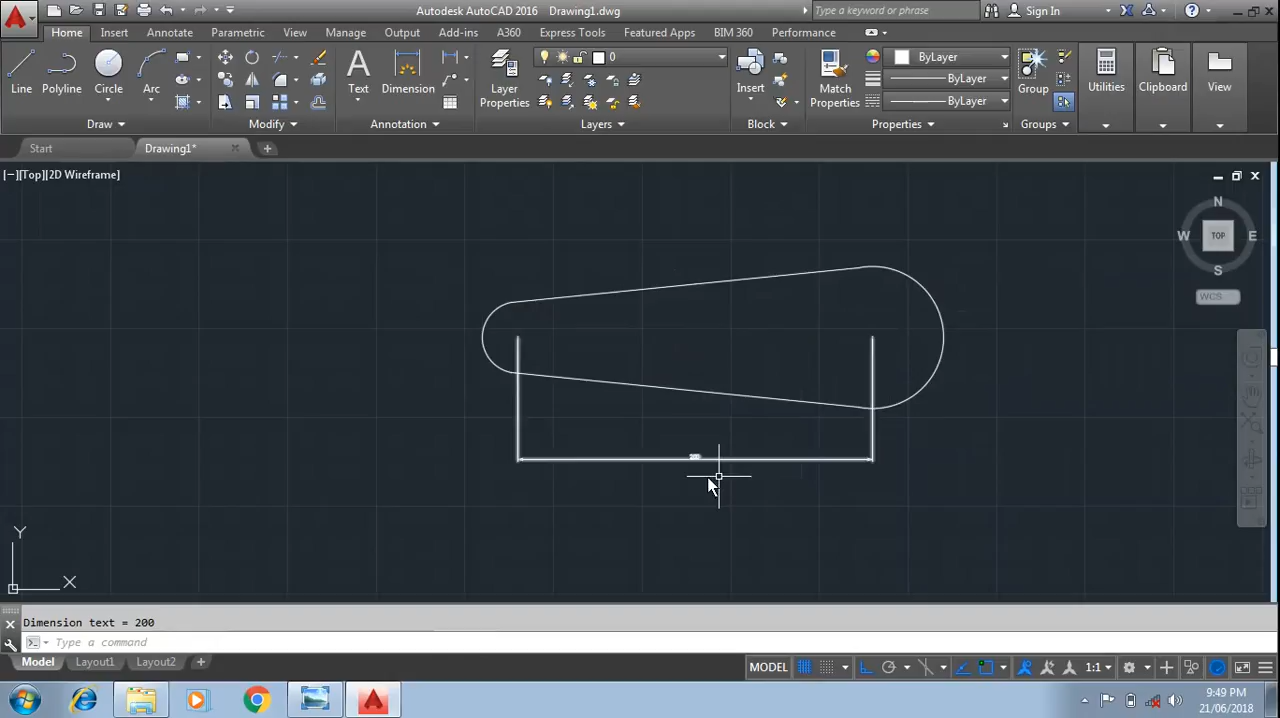 Autodesk AutoCAD 2016 Drawing1.dwg
Type a keyword or phrase
Sign In
Home Insert Annotate Parametric View Manage Output Add-ins A360 Express Tools Featured Apps BIM 360 Performance
Line
Polyline
Circle
Arc
Text
Dimension
Layer
Properties
0
Insert
Match
Properties
ByLayer
ByLayer
ByLayer
Group
Utilities
Clipboard
View
Draw
Modify
Annotation
Layers
Block
Properties
Groups
Start
Drawing1*
[−][Top][2D Wireframe]
N
W TOP E
S
WCS
200
Y
X
Dimension text = 200
Type a command
Model Layout1 Layout2
MODEL
1:1
9:49 PM
21/06/2018